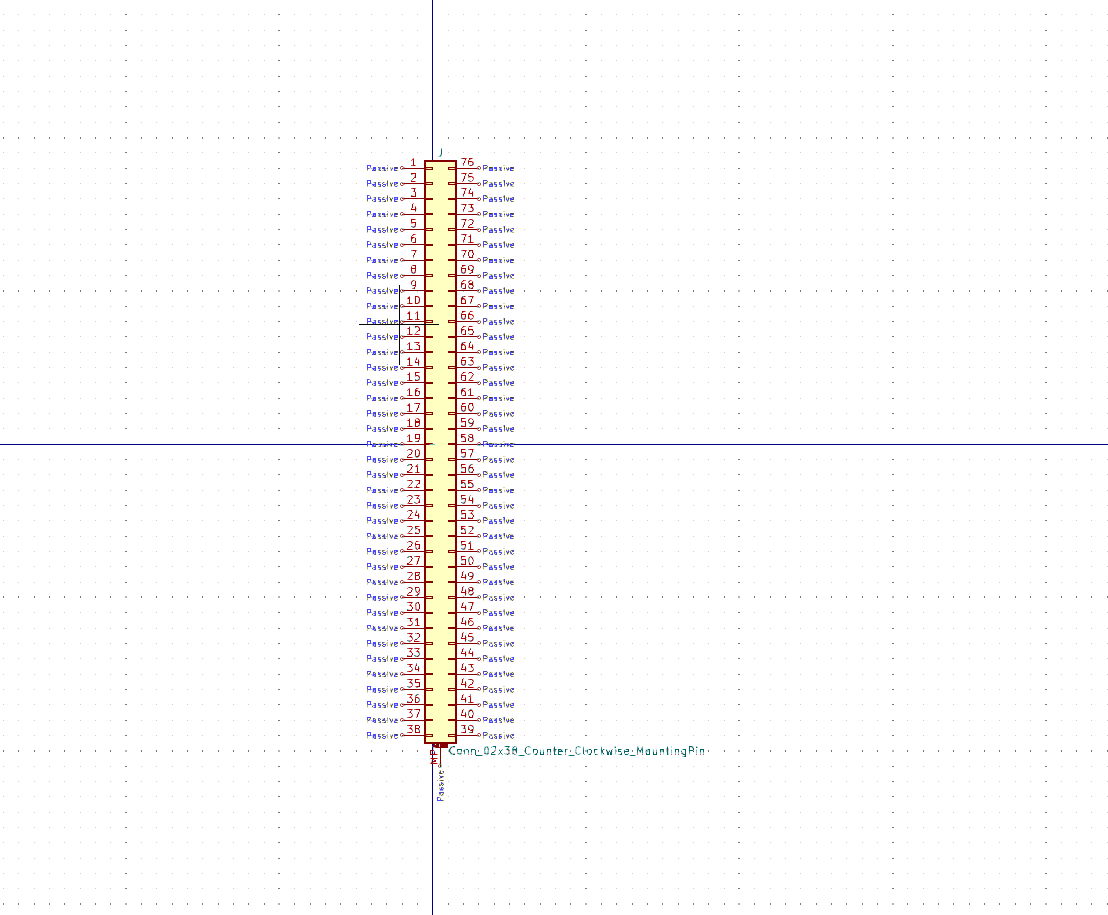 J
Passive 1 76 Passive
Passive 2 75 Passive
Passive 3 74 Passive
Passive 4 73 Passive
Passive 5 72 Passive
Passive 6 71 Passive
Passive 7 70 Passive
Passive 8 69 Passive
Passive 9 68 Passive
Passive 10 67 Passive
Passive 11 66 Passive
Passive 12 65 Passive
Passive 13 64 Passive
Passive 14 63 Passive
Passive 15 62 Passive
Passive 16 61 Passive
Passive 17 60 Passive
Passive 18 59 Passive
Passive 19 58 Passive
Passive 20 57 Passive
Passive 21 56 Passive
Passive 22 55 Passive
Passive 23 54 Passive
Passive 24 53 Passive
Passive 25 52 Passive
Passive 26 51 Passive
Passive 27 50 Passive
Passive 28 49 Passive
Passive 29 48 Passive
Passive 30 47 Passive
Passive 31 46 Passive
Passive 32 45 Passive
Passive 33 44 Passive
Passive 34 43 Passive
Passive 35 42 Passive
Passive 36 41 Passive
Passive 37 40 Passive
Passive 38 39 Passive
MP
Conn_02x38_Counter_Clockwise_MountingPin
Passive